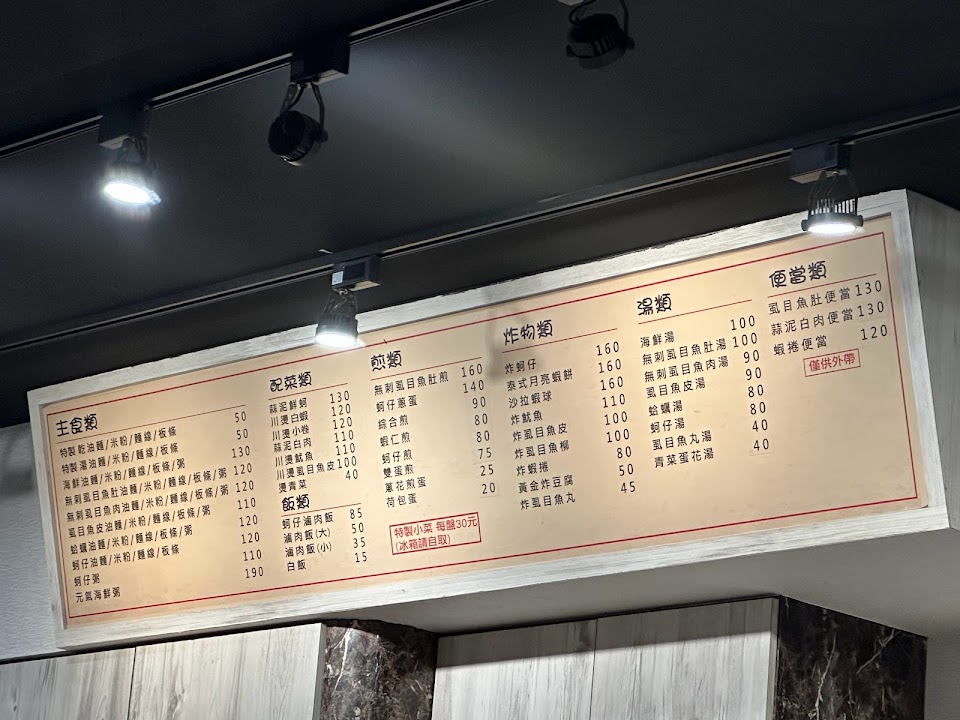 主食類
特製乾油麵/米粉/麵線/板條 50
特製湯油麵/米粉/麵線/板條 50
海鮮油麵/米粉/麵線/板條/粥 130
無刺虱目魚肚油麵/米粉/麵線/板條/粥 120
無刺虱目魚肉油麵/米粉/麵線/板條/粥 120
虱目魚皮油麵/米粉/麵線/板條/粥 110
蛤蠣油麵/米粉/麵線/板條/粥 120
蚵仔油麵/米粉/麵線/板條 120
蚵仔粥 110
元氣海鮮粥 190
配菜類
蒜泥鮮蚵 130
川燙白蝦 120
川燙小卷 120
蒜泥白肉 110
川燙魷魚 110
川燙虱目魚皮 100
燙青菜 40
飯類
蚵仔滷肉飯 85
滷肉飯(大) 50
滷肉飯(小) 35
白飯 15
煎類
無刺虱目魚肚煎 160
蚵仔蔥蛋 140
綜合煎 90
蝦仁煎 80
蚵仔煎 80
雙蛋煎 75
蔥花煎蛋 25
荷包蛋 20
特製小菜 每盤30元
(冰箱請自取)
炸物類
炸蚵仔 160
泰式月亮蝦餅 160
沙拉蝦球 160
炸魷魚 110
炸虱目魚皮 100
炸虱目魚柳 100
炸蝦捲 80
黃金炸豆腐 50
炸虱目魚丸 45
湯類
海鮮湯 100
無刺虱目魚肚湯 100
無刺虱目魚肉湯 90
虱目魚皮湯 90
蛤蠣湯 80
蚵仔湯 80
虱目魚丸湯 40
青菜蛋花湯 40
便當類
虱目魚肚便當 130
蒜泥白肉便當 130
蝦捲便當 120
僅供外帶